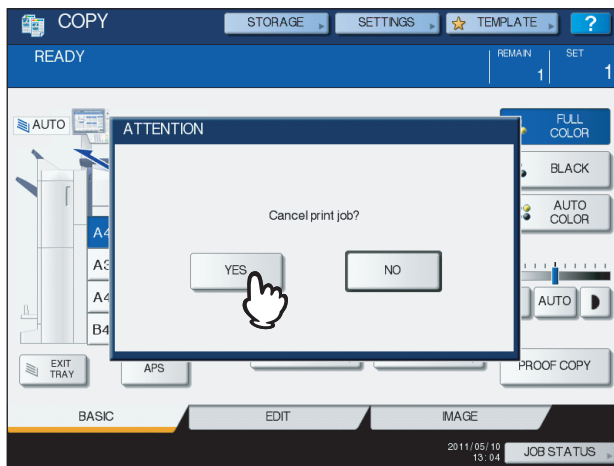 COPY
STORAGE
SETTINGS
TEMPLATE
?
READY
REMAIN
SET
1
1
AUTO
ATTENTION
FULL
COLOR
BLACK
Cancel print job?
AUTO
COLOR
A4
YES
NO
A3
A4
AUTO
B4
EXIT
TRAY
APS
PROOF COPY
BASIC
EDIT
IMAGE
2011/05/10
13:04
JOB STATUS